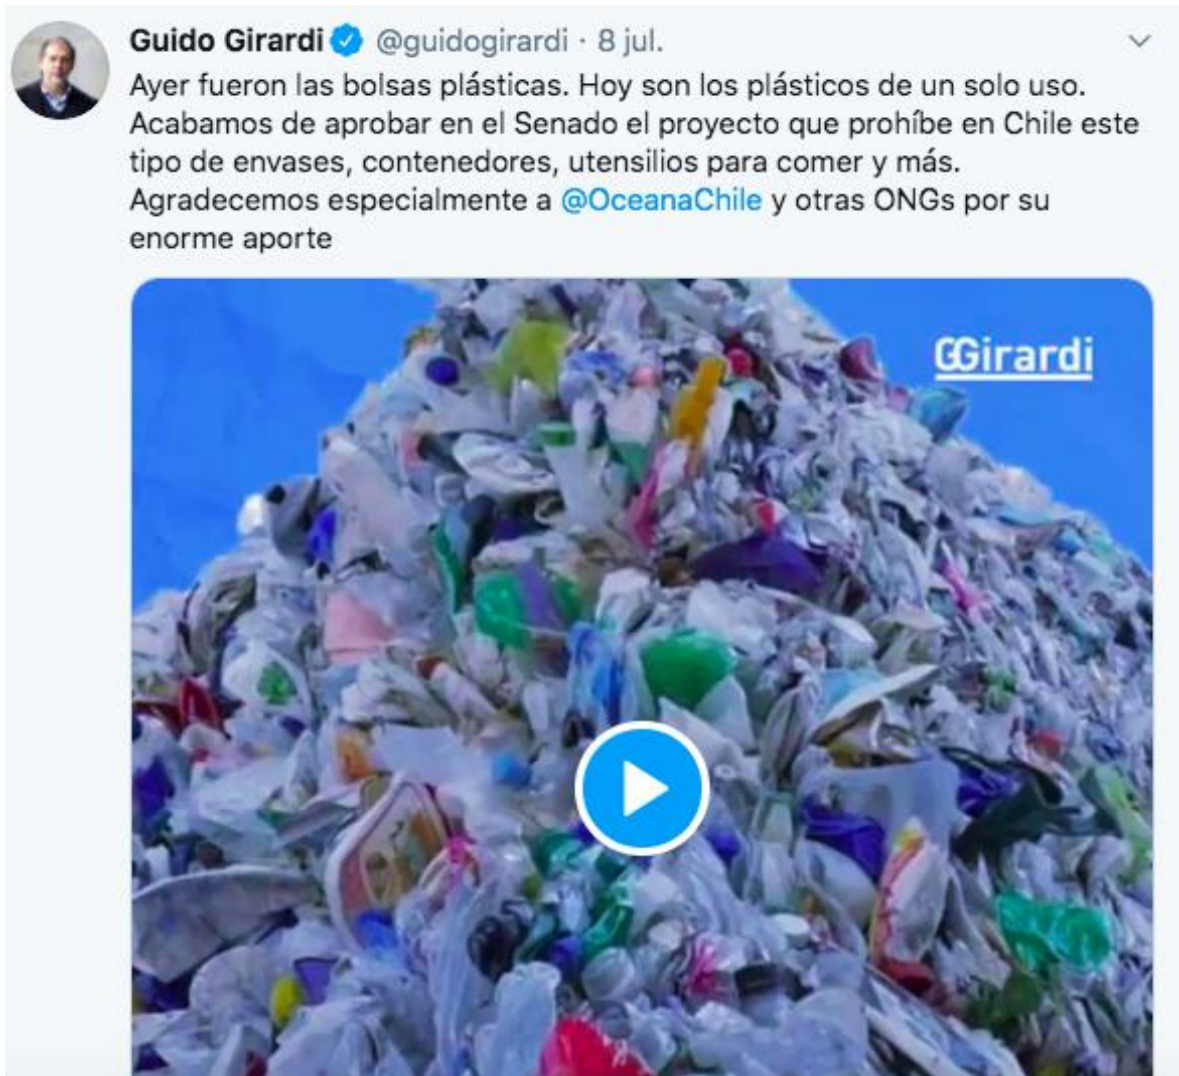 Guido Girardi @guidogirardi · 8 jul.
Ayer fueron las bolsas plásticas. Hoy son los plásticos de un solo uso.
Acabamos de aprobar en el Senado el proyecto que prohíbe en Chile este
tipo de envases, contenedores, utensilios para comer y más.
Agradecemos especialmente a @OceanaChile y otras ONGs por su
enorme aporte
GGirardi